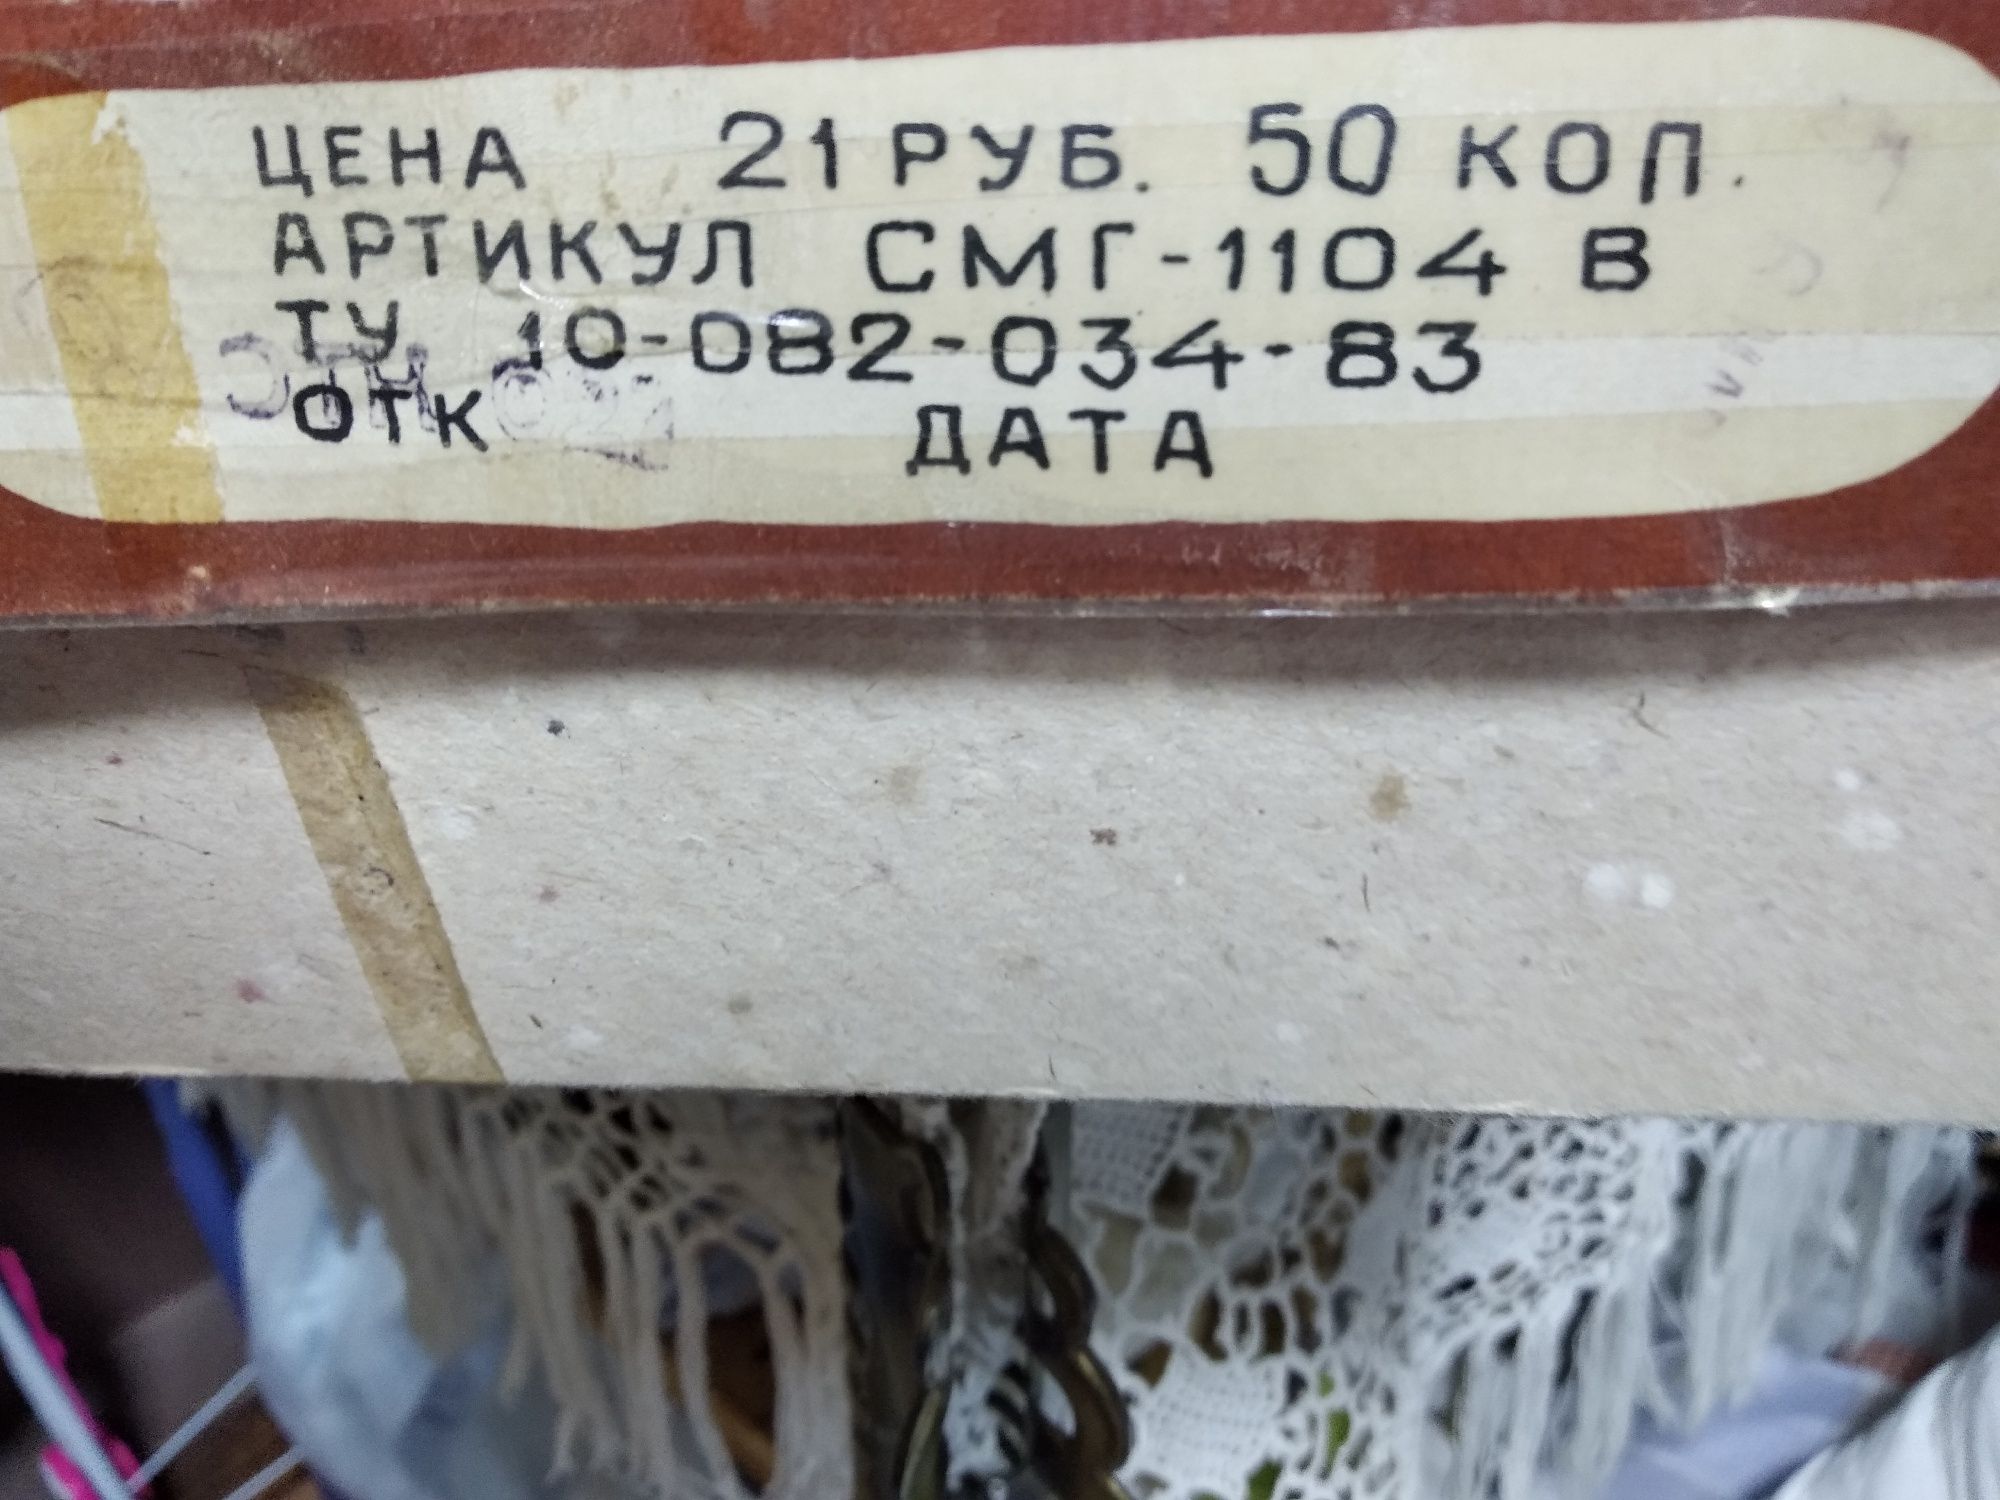 ЦЕНА 21 РУБ. 50 КОП.
АРТИКУЛ СМГ-1104 В
ТУ 10-082-034-83
ОТК ДАТА